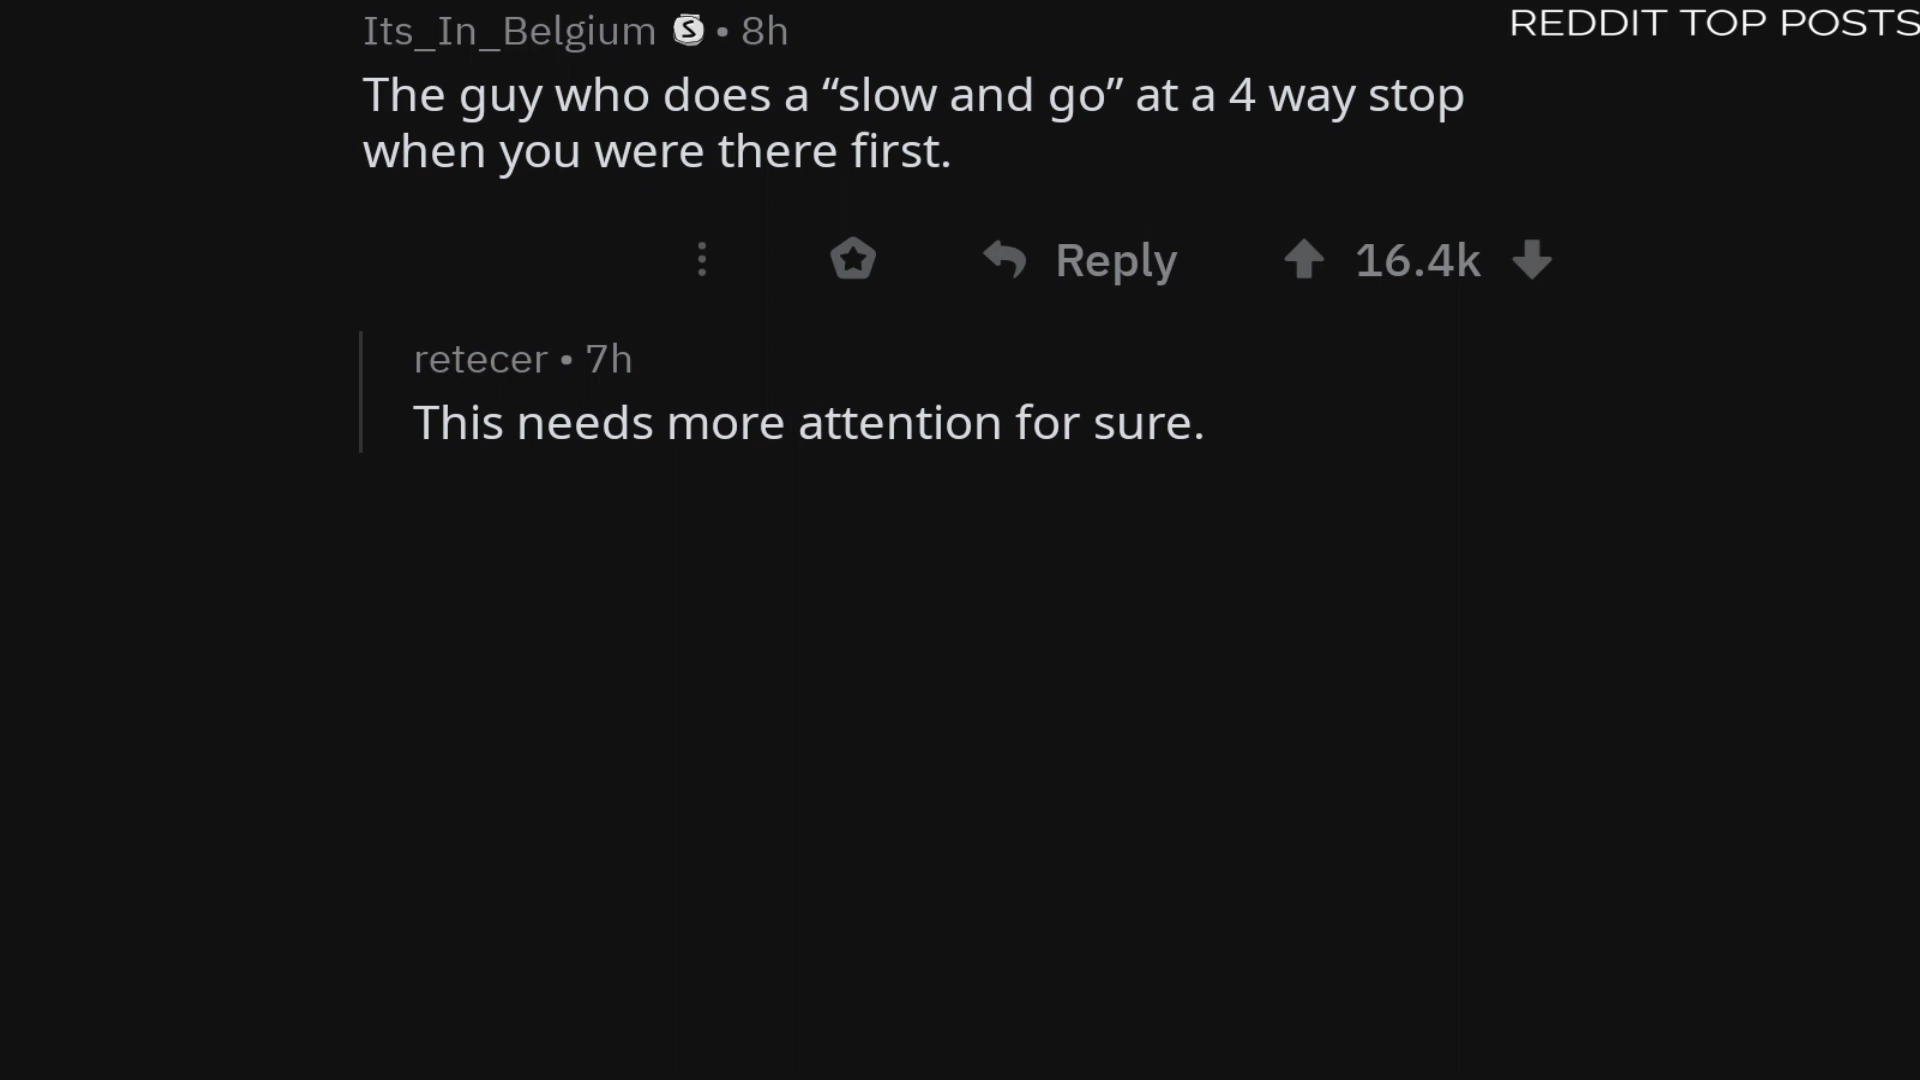 Its_In_Belgium S • 8h
REDDIT TOP POSTS
The guy who does a “slow and go” at a 4 way stop
when you were there first.
Reply 16.4k
retecer • 7h
This needs more attention for sure.